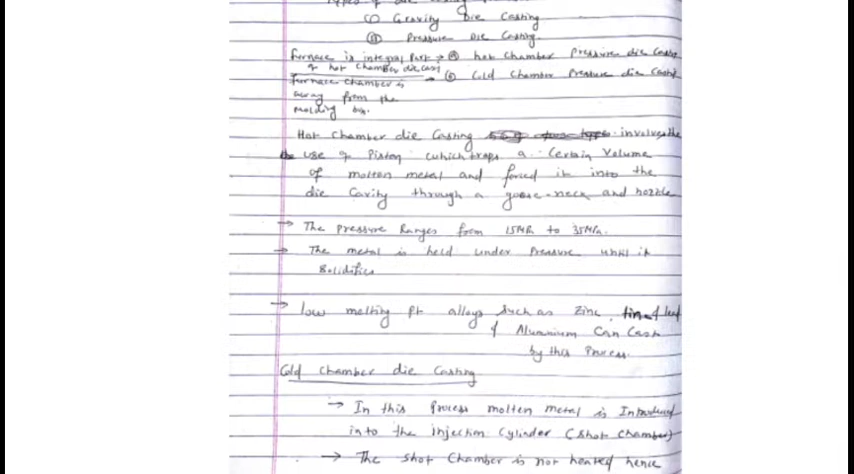 Types of die casting
(i) Gravity Die Casting
(ii) Pressure Die Casting
furnace is integral Part → (a) hot chamber Pressure die Casting
of hot chamber die cast
furnace chamber is → (b) Cold Chamber Pressure die Casting
away from the
molding
Hot Chamber die Casting involves the
use of Piston which traps a Certain Volume
of molten metal and forced it into the
die Cavity through a goose-neck and nozzle
→ The Pressure Ranges from 15MPa to 35MPa.
→ The metal is held under Pressure until it
Solidifies
→ low melting pt alloys such as Zinc, tin & lead
& Aluminium Can Cast
by this Process.
Cold Chamber die Casting
→ In this Process molten metal is Introduced
into the injection Cylinder (Shot Chamber)
→ The Shot Chamber is not heated hence